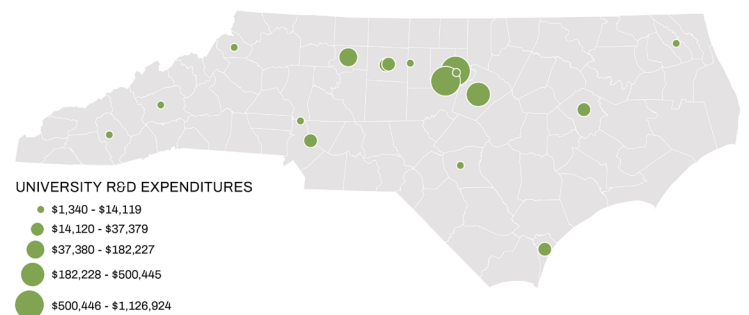 UNIVERSITY R&D EXPENDITURES
$1,340 - $14,119
$14,120 - $37,379
$37,380 - $182,227
$182,228 - $500,445
$500,446 - $1,126,924